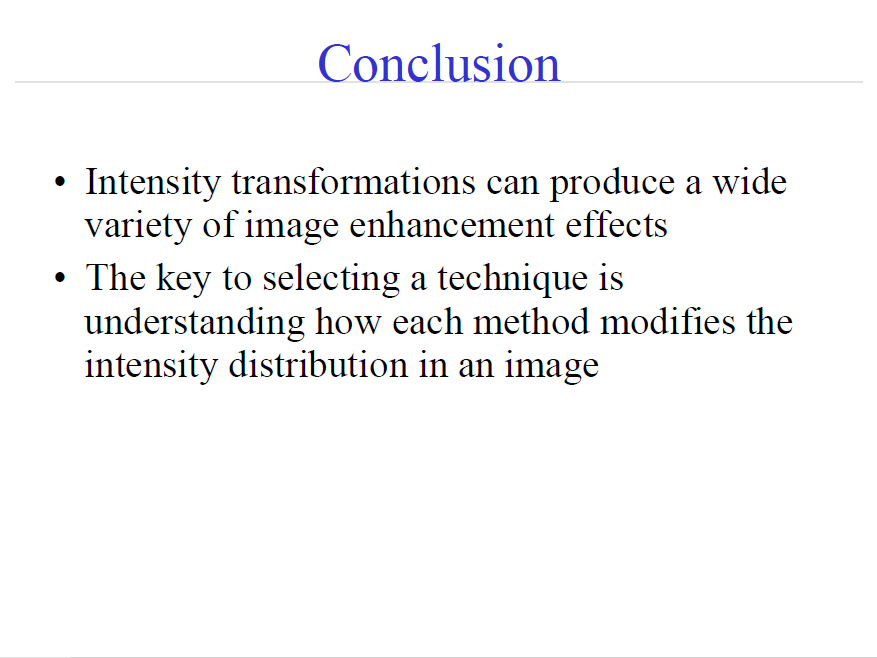 Conclusion
• Intensity transformations can produce a wide
variety of image enhancement effects
• The key to selecting a technique is
understanding how each method modifies the
intensity distribution in an image